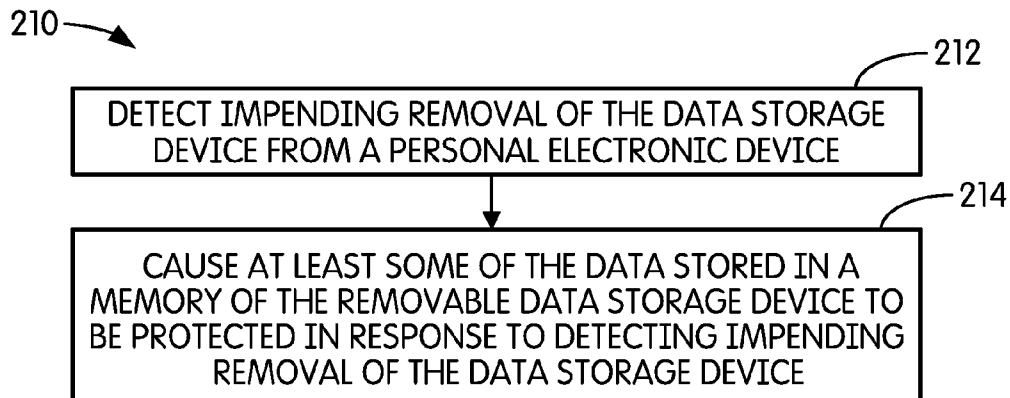 210
212
DETECT IMPENDING REMOVAL OF THE DATA STORAGE
DEVICE FROM A PERSONAL ELECTRONIC DEVICE
214
CAUSE AT LEAST SOME OF THE DATA STORED IN A
MEMORY OF THE REMOVABLE DATA STORAGE DEVICE TO
BE PROTECTED IN RESPONSE TO DETECTING IMPENDING
REMOVAL OF THE DATA STORAGE DEVICE